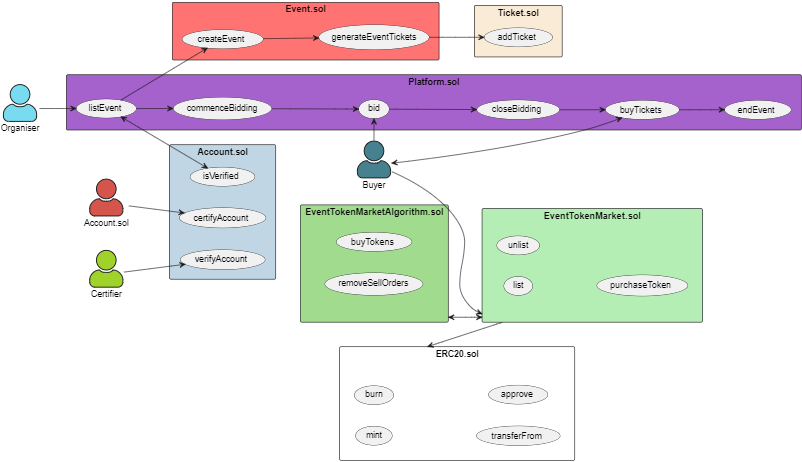 Event.sol
createEvent
generateEventTickets
Ticket.sol
addTicket
Platform.sol
listEvent
commenceBidding
bid
closeBidding
buyTickets
endEvent
Organiser
Account.sol
isVerified
certifyAccount
verifyAccount
Buyer
Account.sol
Certifier
EventTokenMarketAlgorithm.sol
buyTokens
removeSellOrders
EventTokenMarket.sol
unlist
list
purchaseToken
ERC20.sol
burn
approve
mint
transferFrom